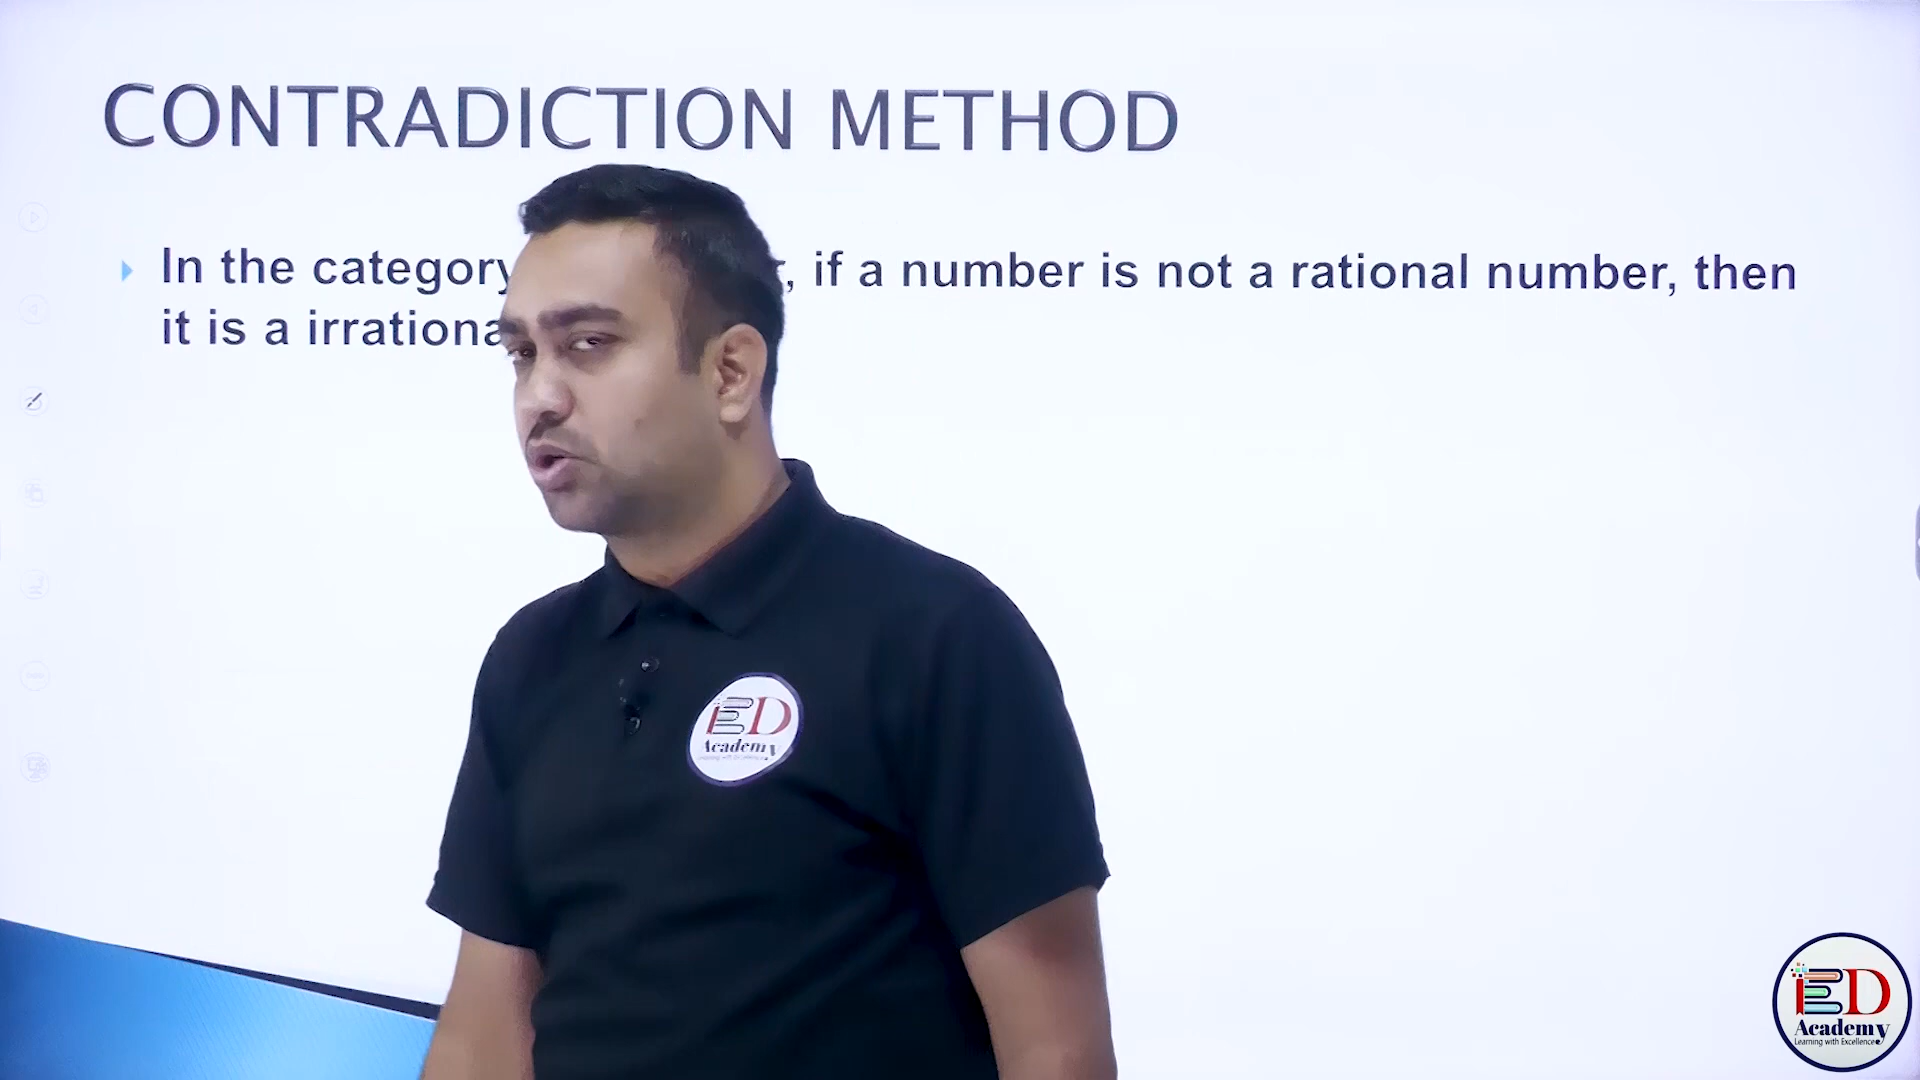 CONTRADICTION METHOD
In the category , if a number is not a rational number, then
it is a
ED
Academy
ED
Academy
Learning with Excellence